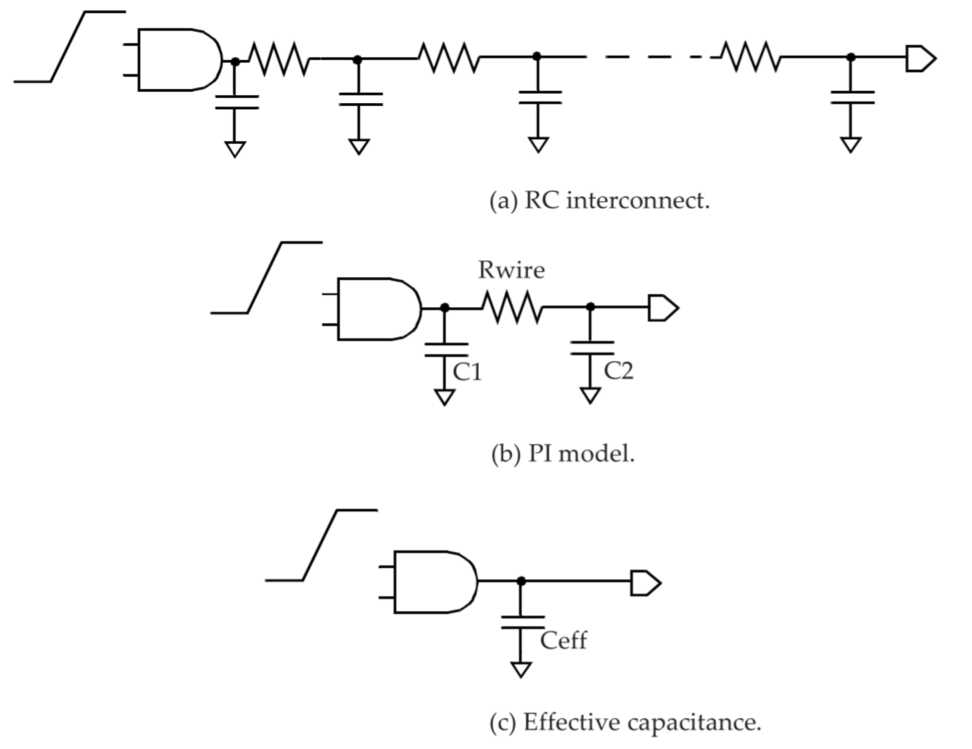 (a) RC interconnect.
Rwire
C1
C2
(b) PI model.
Ceff
(c) Effective capacitance.